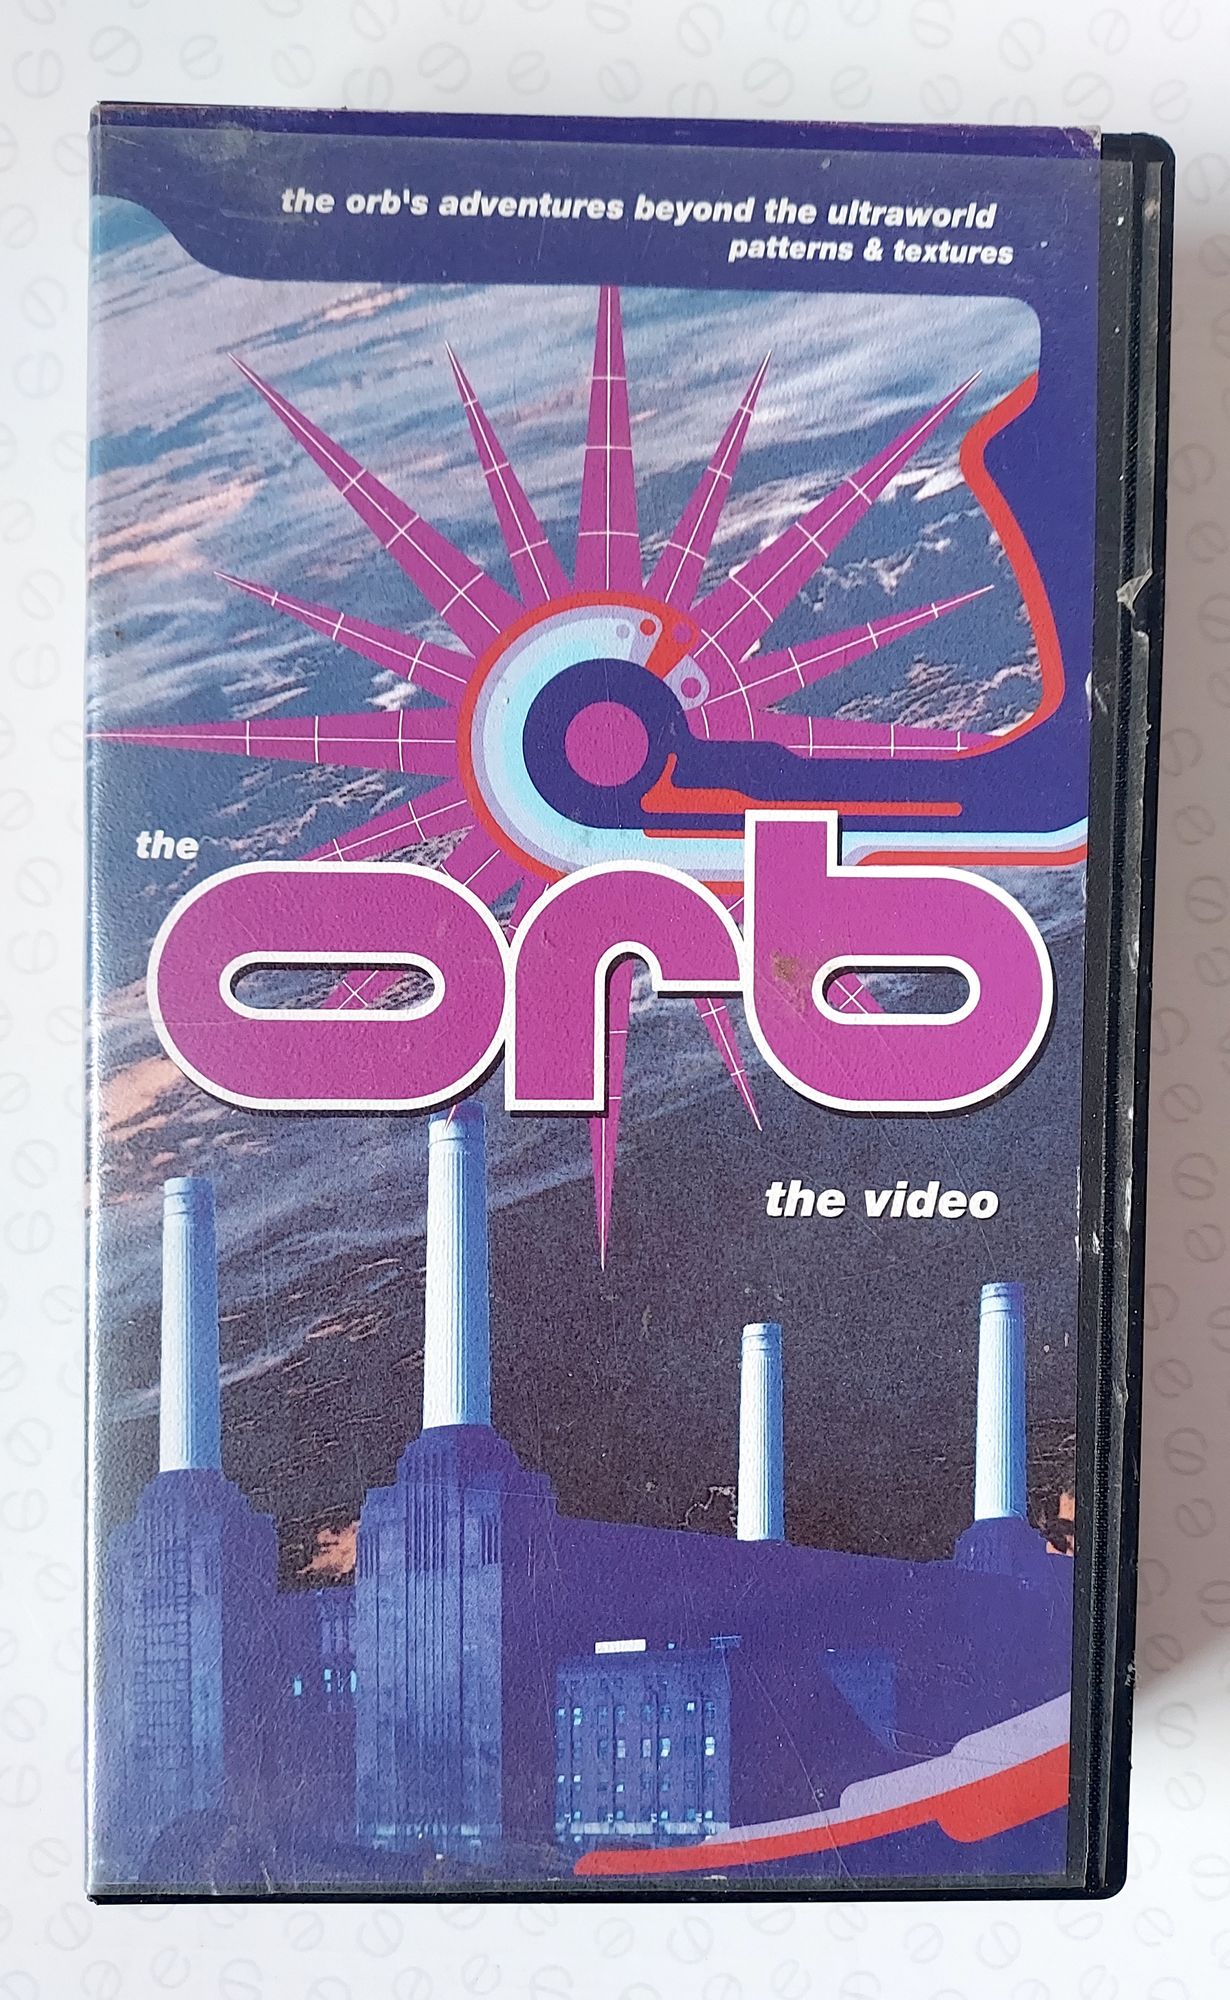 the orb's adventures beyond the ultraworld
patterns & textures
the
orb
the video